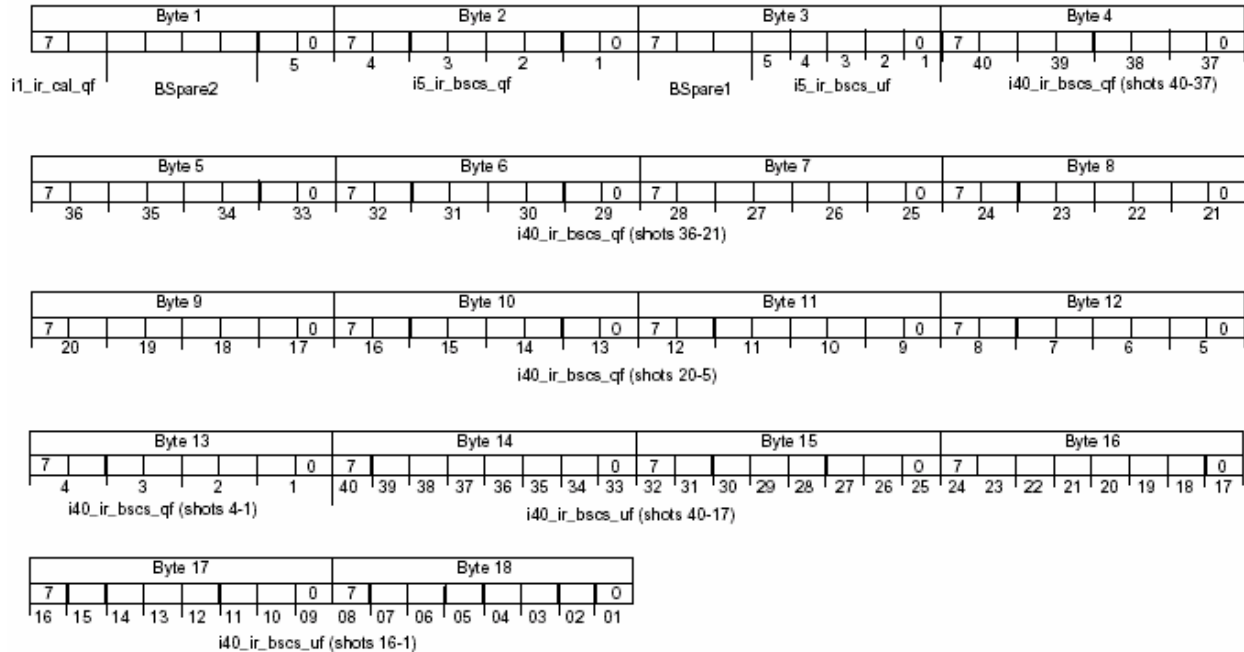 Byte 1 Byte 2 Byte 3 Byte 4
7 0 7 0 7 0 7 0
5 4 3 2 1 5 4 3 2 1 40 39 38 37
i1_ir_cal_qf BSpare2 i5_ir_bscs_qf BSpare1 i5_ir_bscs_uf i40_ir_bscs_qf (shots 40-37)
Byte 5 Byte 6 Byte 7 Byte 8
7 0 7 0 7 0 7 0
36 35 34 33 32 31 30 29 28 27 26 25 24 23 22 21
i40_ir_bscs_qf (shots 36-21)
Byte 9 Byte 10 Byte 11 Byte 12
7 0 7 0 7 0 7 0
20 19 18 17 16 15 14 13 12 11 10 9 8 7 6 5
i40_ir_bscs_qf (shots 20-5)
Byte 13 Byte 14 Byte 15 Byte 16
7 0 7 0 7 0 7 0
4 3 2 1 40 39 38 37 36 35 34 33 32 31 30 29 28 27 26 25 24 23 22 21 20 19 18 17
i40_ir_bscs_qf (shots 4-1) i40_ir_bscs_uf (shots 40-17)
Byte 17 Byte 18
7 0 7 0
16 15 14 13 12 11 10 09 08 07 06 05 04 03 02 01
i40_ir_bscs_uf (shots 16-1)